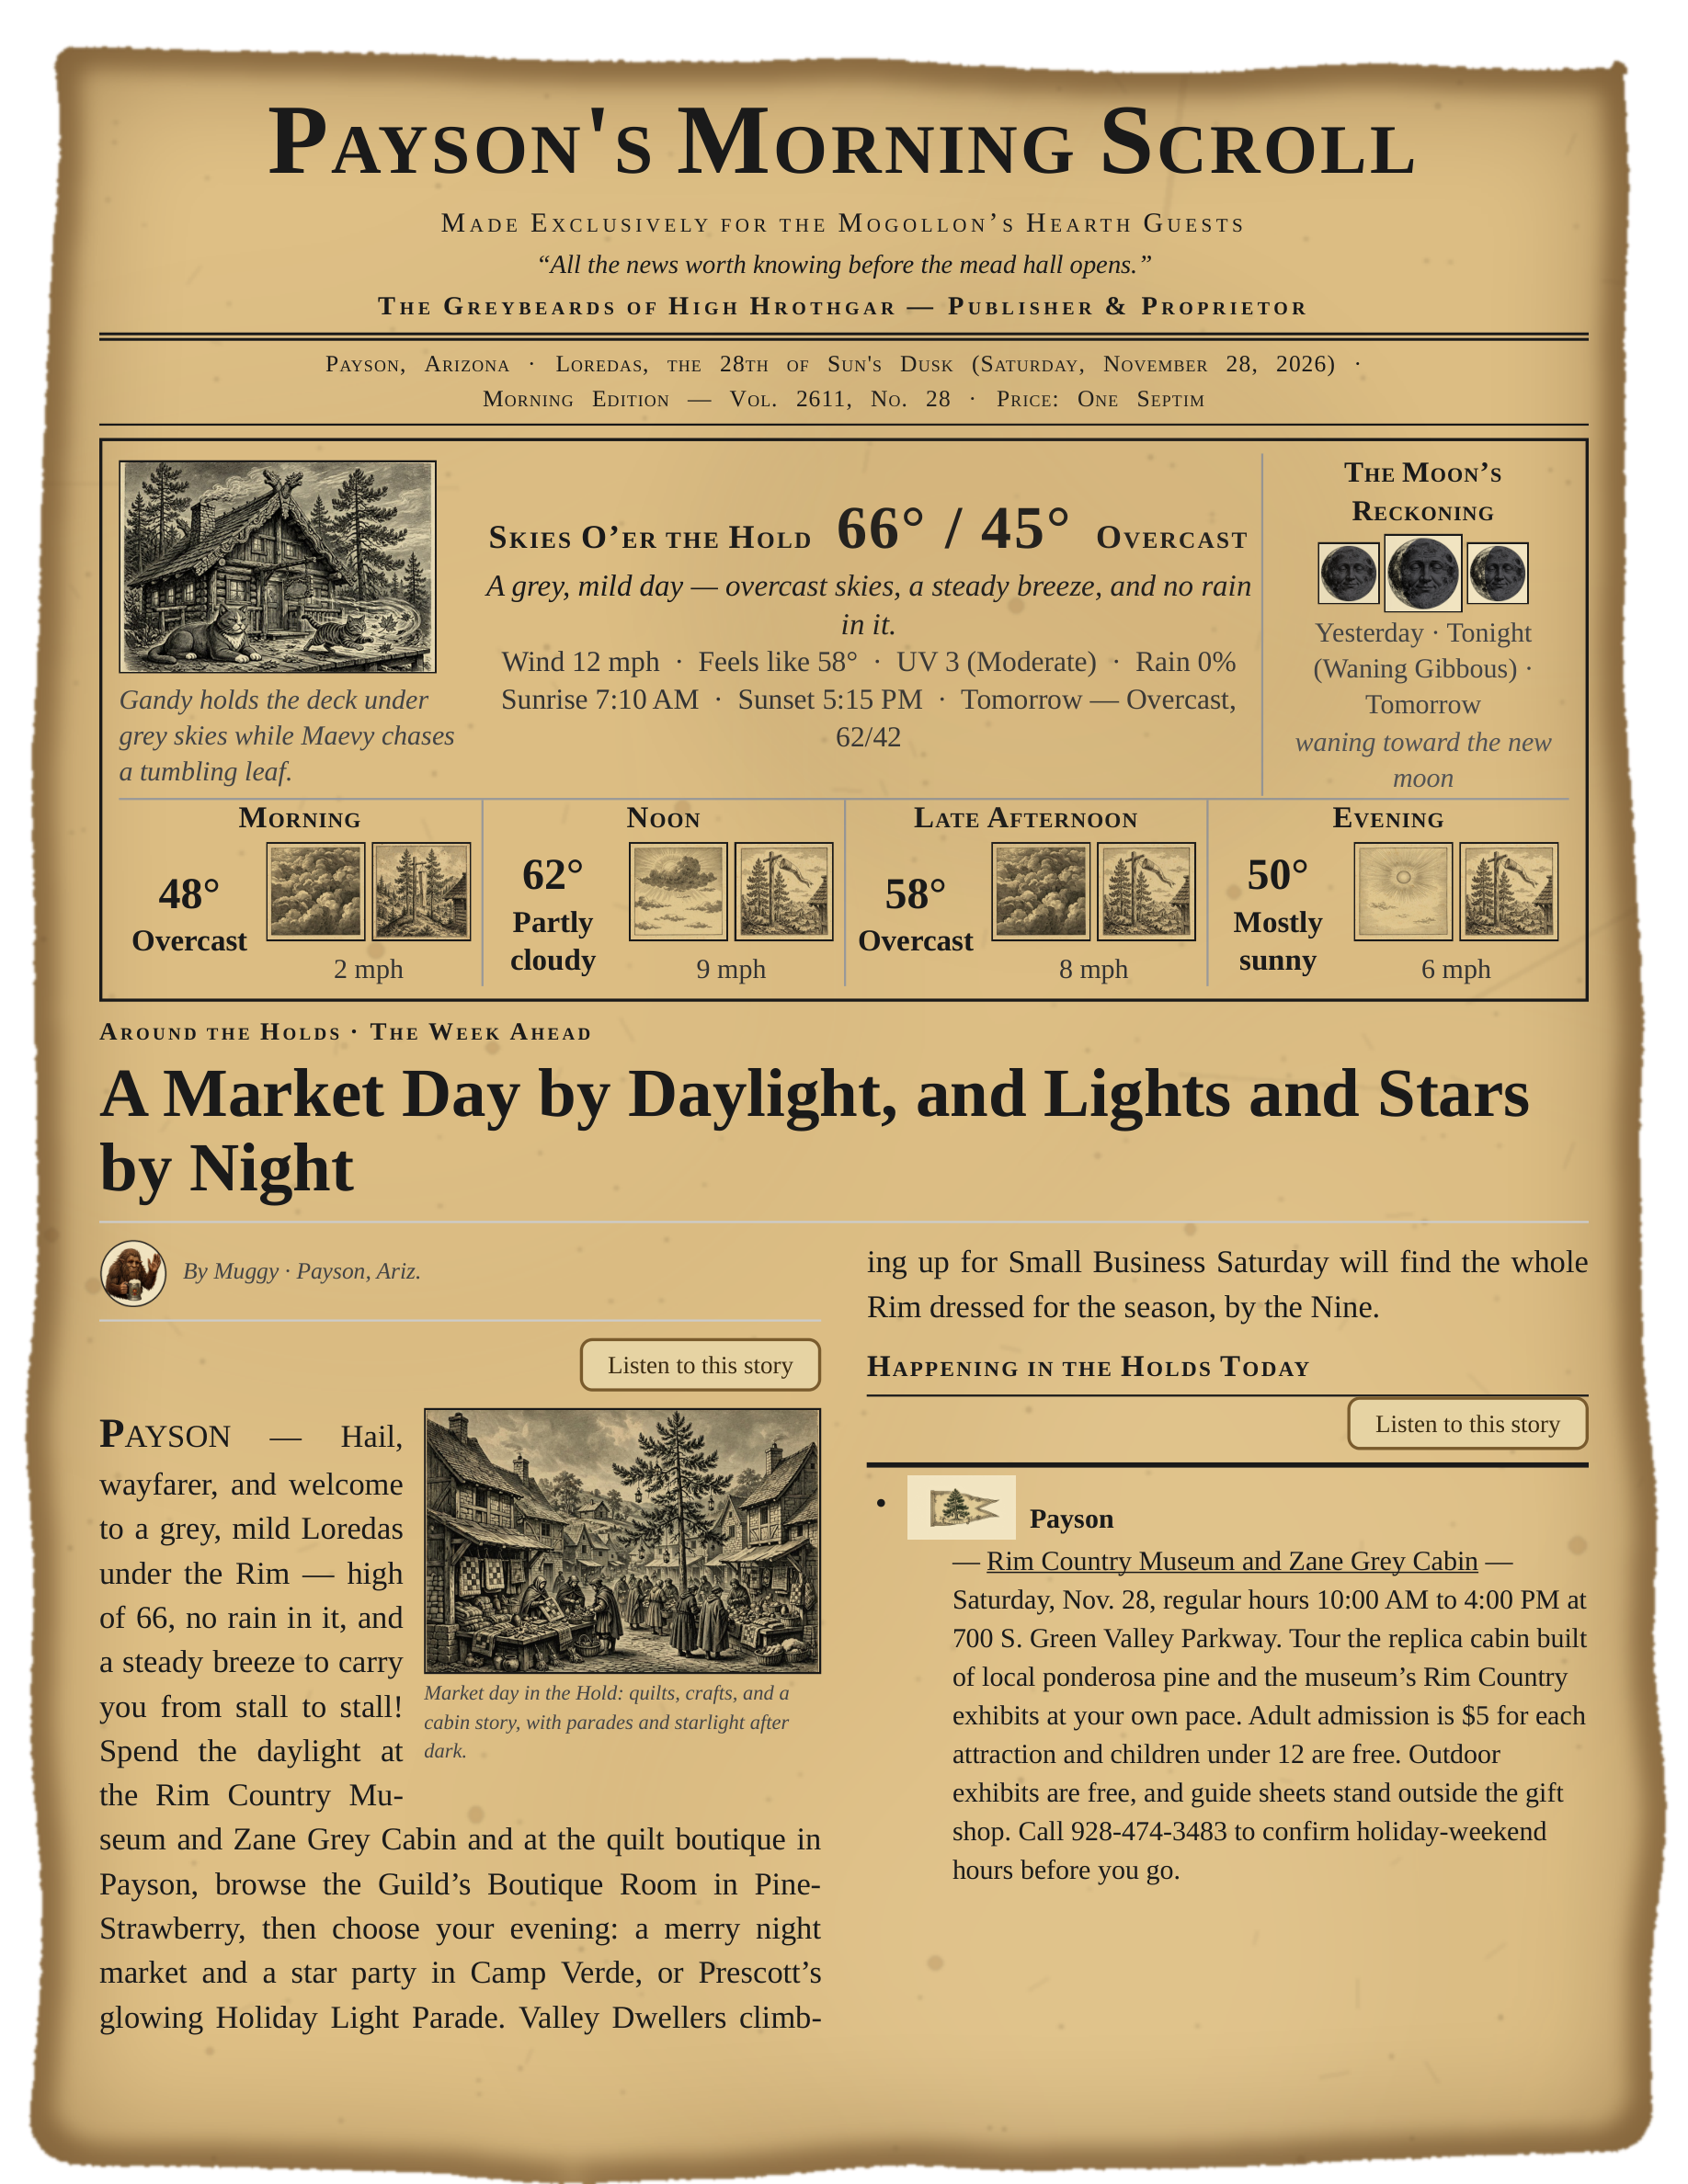 Payson's Morning Scroll
Made Exclusively for the Mogollon’s Hearth Guests
“All the news worth knowing before the mead hall opens.”
The Greybeards of High Hrothgar — Publisher & Proprietor
Payson, Arizona · Loredas, the 28th of Sun's Dusk (Saturday, November 28, 2026) ·
Morning Edition — Vol. 2611, No. 28 · Price: One Septim
Gandy holds the deck under
grey skies while Maevy chases
a tumbling leaf.
Skies O’er the Hold 66° / 45° Overcast
A grey, mild day — overcast skies, a steady breeze, and no rain
in it.
Wind 12 mph · Feels like 58° · UV 3 (Moderate) · Rain 0%
Sunrise 7:10 AM · Sunset 5:15 PM · Tomorrow — Overcast,
62/42
The Moon’s
Reckoning
Yesterday · Tonight
(Waning Gibbous) ·
Tomorrow
waning toward the new
moon
Morning
48°
Overcast
2 mph
Noon
62°
Partly
cloudy
9 mph
Late Afternoon
58°
Overcast
8 mph
Evening
50°
Mostly
sunny
6 mph
Around the Holds · The Week Ahead
A Market Day by Daylight, and Lights and Stars
by Night
By Muggy · Payson, Ariz.
Listen to this story
PAYSON — Hail,
wayfarer, and welcome
to a grey, mild Loredas
under the Rim — high
of 66, no rain in it, and
a steady breeze to carry
you from stall to stall!
Spend the daylight at
the Rim Country Mu-
Market day in the Hold: quilts, crafts, and a
cabin story, with parades and starlight after
dark.
seum and Zane Grey Cabin and at the quilt boutique in
Payson, browse the Guild’s Boutique Room in Pine-
Strawberry, then choose your evening: a merry night
market and a star party in Camp Verde, or Prescott’s
glowing Holiday Light Parade. Valley Dwellers climb-
ing up for Small Business Saturday will find the whole
Rim dressed for the season, by the Nine.
Happening in the Holds Today
Listen to this story
• Payson
— Rim Country Museum and Zane Grey Cabin —
Saturday, Nov. 28, regular hours 10:00 AM to 4:00 PM at
700 S. Green Valley Parkway. Tour the replica cabin built
of local ponderosa pine and the museum’s Rim Country
exhibits at your own pace. Adult admission is $5 for each
attraction and children under 12 are free. Outdoor
exhibits are free, and guide sheets stand outside the gift
shop. Call 928-474-3483 to confirm holiday-weekend
hours before you go.